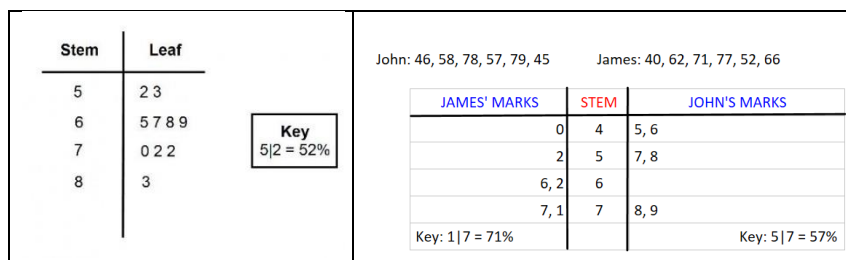 Stem Leaf
5 2 3
6 5 7 8 9
7 0 2 2
8 3
Key
5|2 = 52%
John: 46, 58, 78, 57, 79, 45 James: 40, 62, 71, 77, 52, 66
JAMES' MARKS STEM JOHN'S MARKS
0 4 5, 6
2 5 7, 8
6, 2 6
7, 1 7 8, 9
Key: 1|7 = 71% Key: 5|7 = 57%